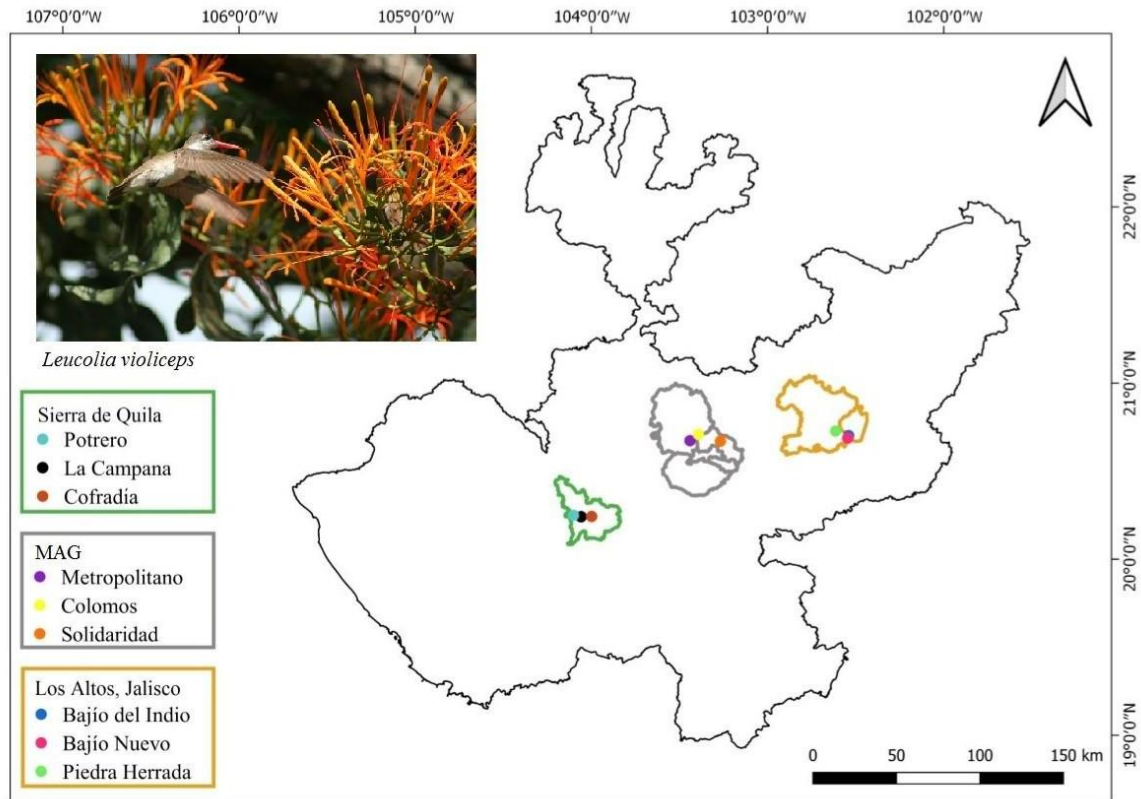 107°0'0"W
106°0'0"W
105°0'0"W
104°0'0"W
103°0'0"W
102°0'0"W
22°0'0"N
21°0'0"N
20°0'0"N
19°0'0"N
Leucolia violiceps
Sierra de Quila
Potrero
La Campana
Cofradía
MAG
Metropolitano
Colomos
Solidaridad
Los Altos, Jalisco
Bajío del Indio
Bajío Nuevo
Piedra Herrada
0 50 100 150 km